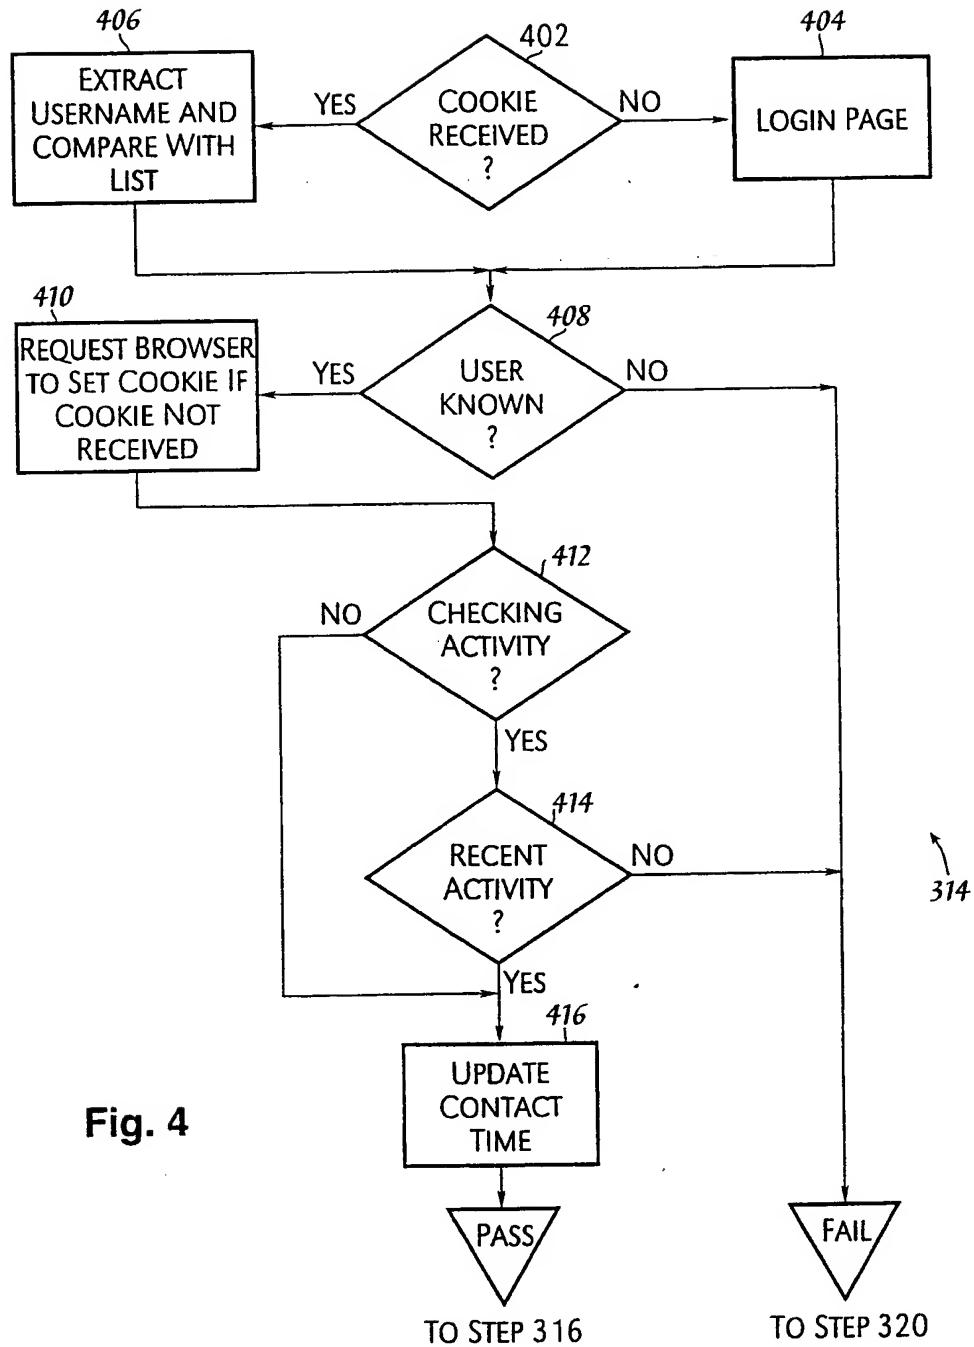 406
EXTRACT
USERNAME AND
COMPARE WITH
LIST
YES
402
COOKIE
RECEIVED
?
NO
404
LOGIN PAGE
410
REQUEST BROWSER
TO SET COOKIE IF
COOKIE NOT
RECEIVED
YES
408
USER
KNOWN
?
NO
412
NO
CHECKING
ACTIVITY
?
YES
414
RECENT
ACTIVITY
?
NO
314
YES
416
UPDATE
CONTACT
TIME
Fig. 4
PASS
FAIL
TO STEP 316
TO STEP 320